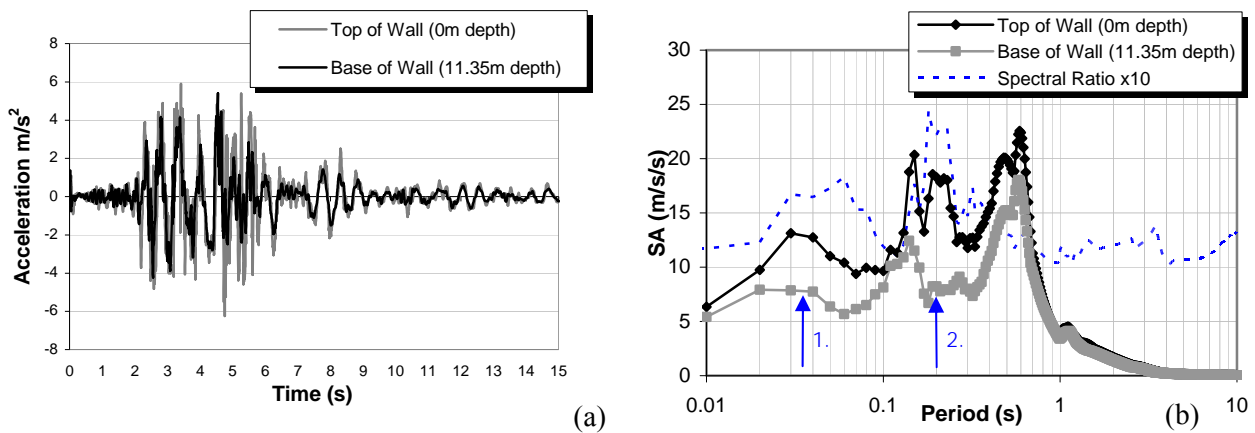 Top of Wall (0m depth)
Base of Wall (11.35m depth)
Acceleration m/s²
8
6
4
2
0
-2
-4
-6
-8
0 1 2 3 4 5 6 7 8 9 10 11 12 13 14 15
Time (s)
(a)
Top of Wall (0m depth)
Base of Wall (11.35m depth)
Spectral Ratio x10
SA (m/s/s)
30
25
20
15
10
5
0
1.
2.
0.01 0.1 1 10
Period (s)
(b)